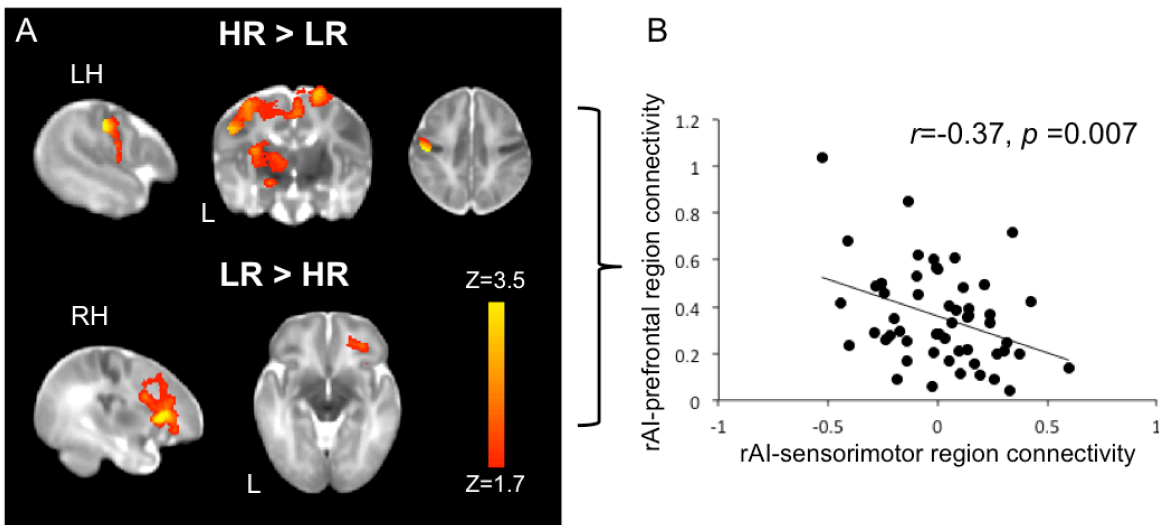 A
HR > LR
LH
L
LR > HR
RH
L
Z=3.5
Z=1.7
B
r=-0.37, p =0.007
rAI-prefrontal region connectivity
1.2
1
0.8
0.6
0.4
0.2
0
-1
-0.5
0
0.5
1
rAI-sensorimotor region connectivity